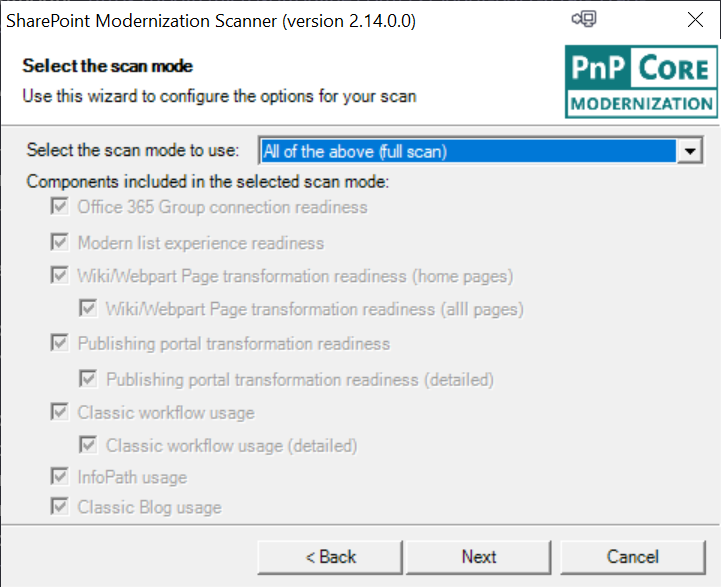 SharePoint Modernization Scanner (version 2.14.0.0)
Select the scan mode
Use this wizard to configure the options for your scan
PnP CORE
MODERNIZATION
Select the scan mode to use: All of the above (full scan)
Components included in the selected scan mode:
Office 365 Group connection readiness
Modern list experience readiness
Wiki/Webpart Page transformation readiness (home pages)
Wiki/Webpart Page transformation readiness (alll pages)
Publishing portal transformation readiness
Publishing portal transformation readiness (detailed)
Classic workflow usage
Classic workflow usage (detailed)
InfoPath usage
Classic Blog usage
< Back Next Cancel